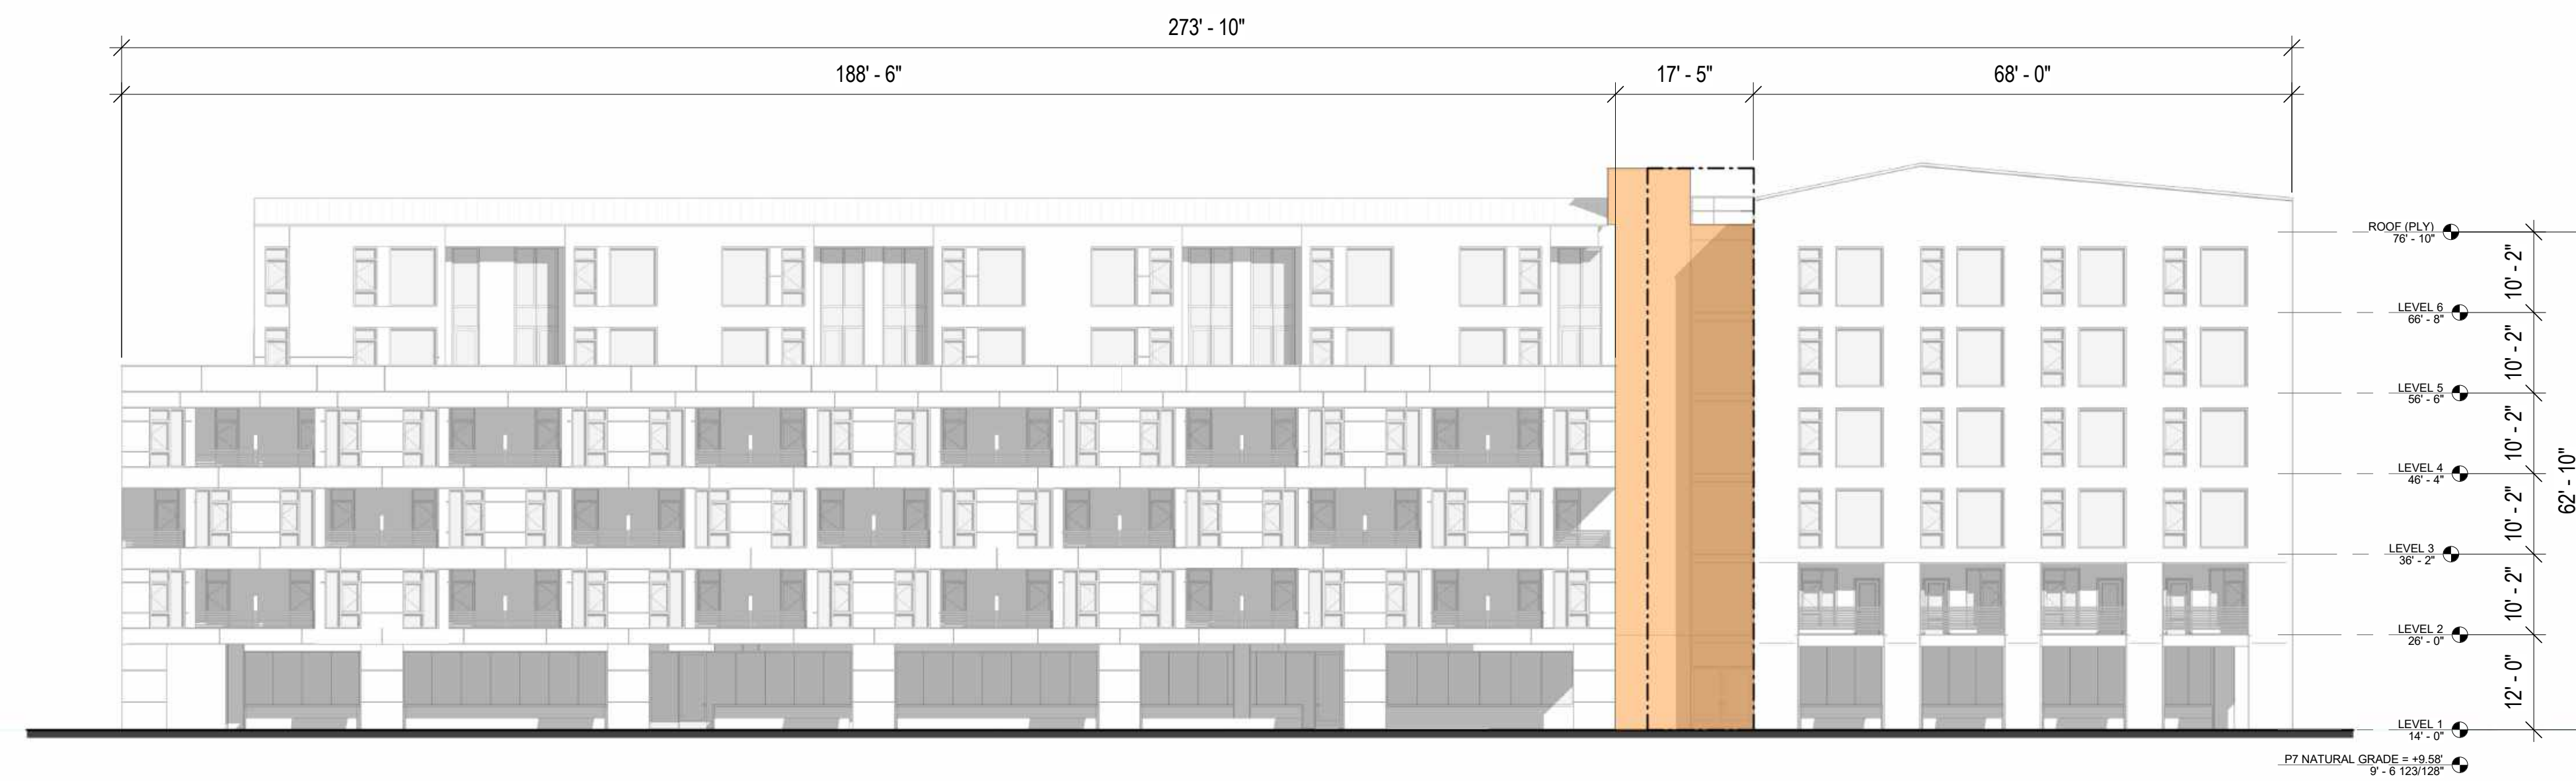 273' - 10"
188' - 6"
17' - 5"
68' - 0"
ROOF (PLY)
76' - 10"
10' - 2"
LEVEL 6
66' - 8"
10' - 2"
LEVEL 5
56' - 6"
10' - 2"
LEVEL 4
46' - 4"
10' - 2"
62' - 10"
LEVEL 3
36' - 2"
10' - 2"
LEVEL 2
26' - 0"
12' - 0"
LEVEL 1
14' - 0"
P7 NATURAL GRADE = +9.58'
9' - 6 123/128"